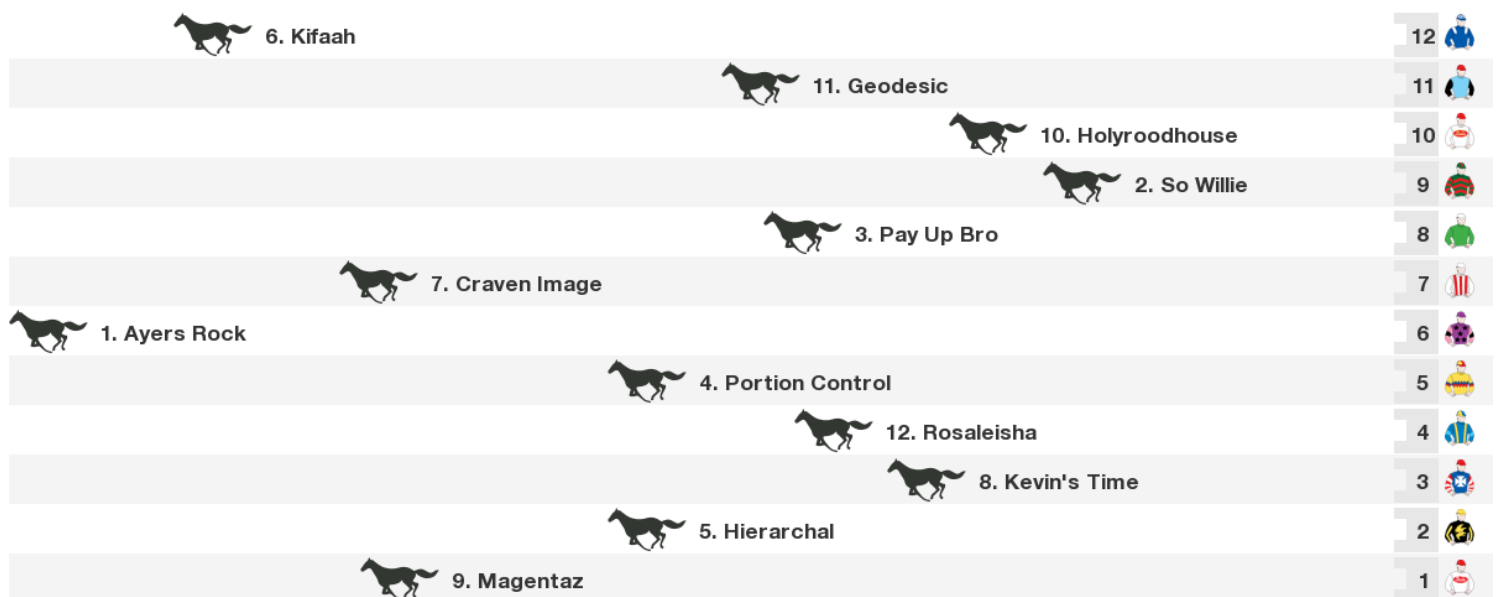 6. Kifaah 12
11. Geodesic 11
10. Holyroodhouse 10
2. So Willie 9
3. Pay Up Bro 8
7. Craven Image 7
1. Ayers Rock 6
4. Portion Control 5
12. Rosaleisha 4
8. Kevin's Time 3
5. Hierarchal 2
9. Magentaz 1